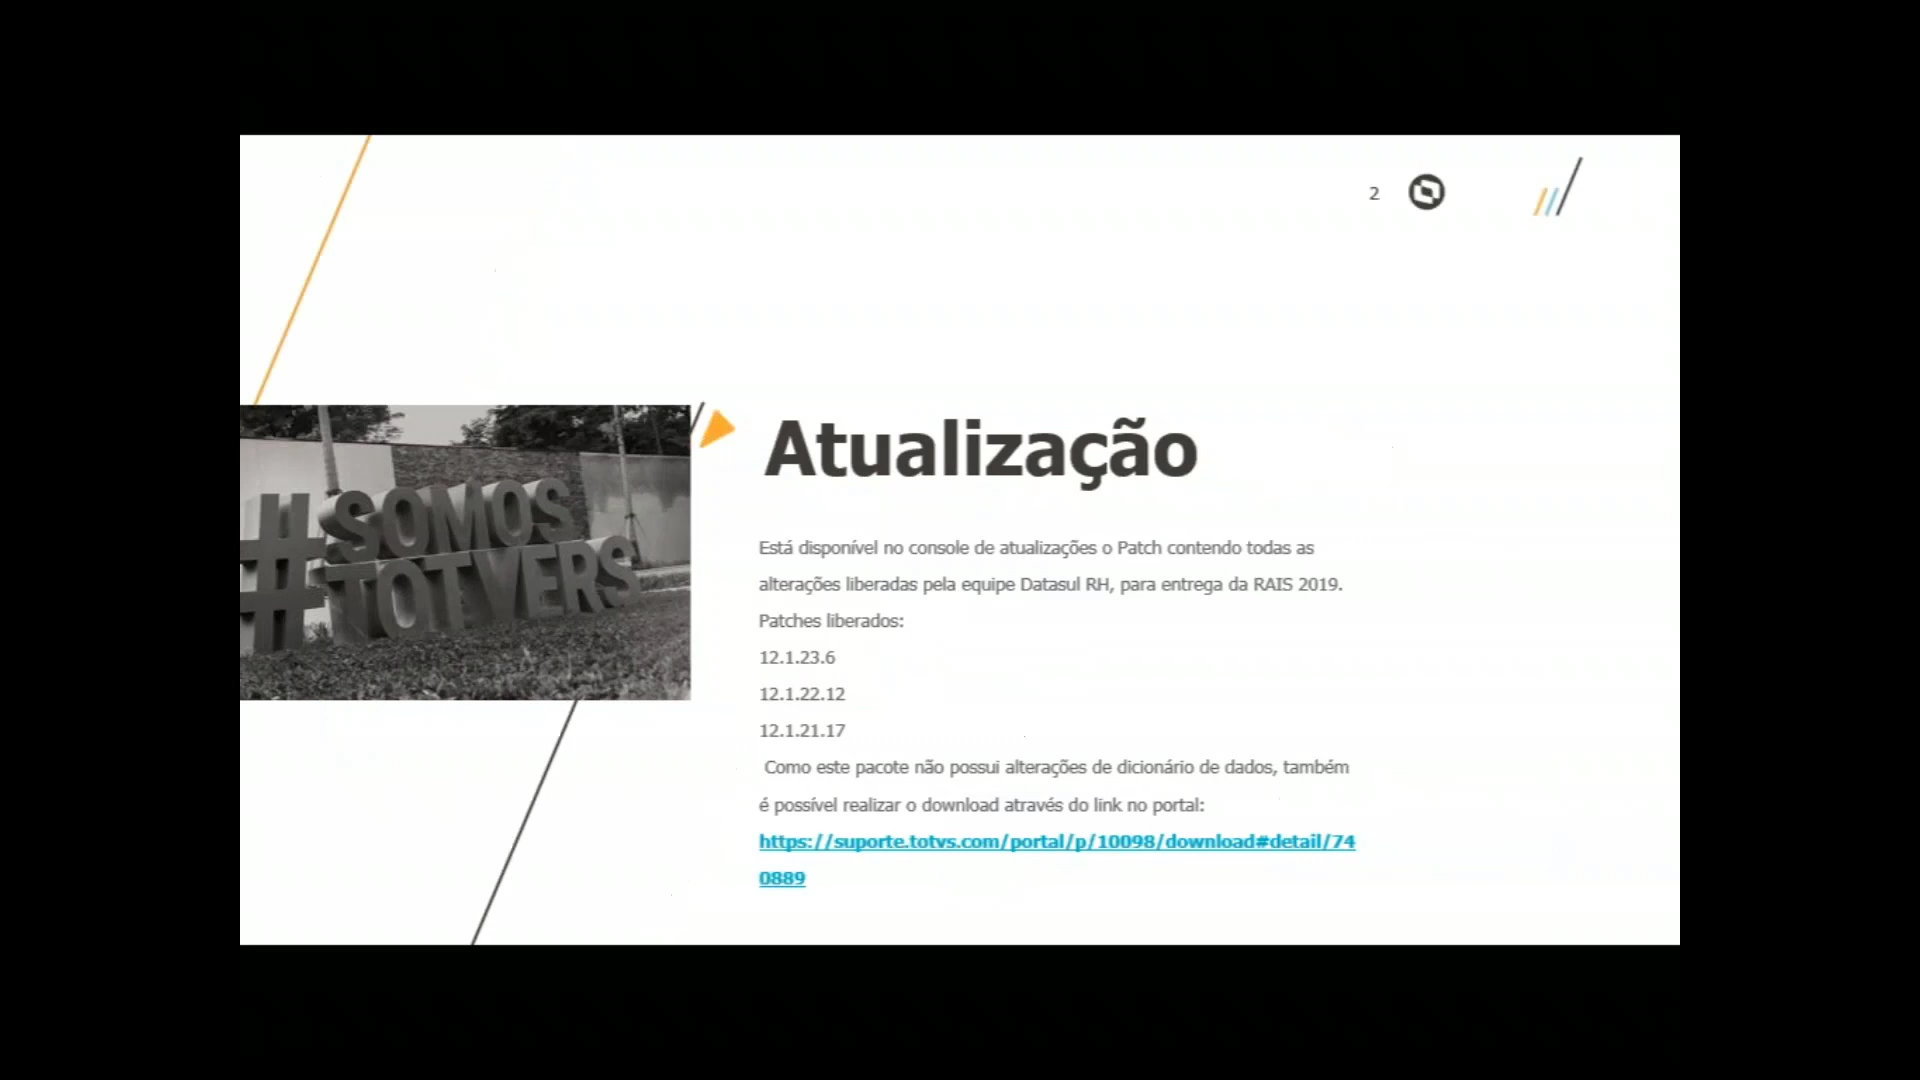 2
#SOMOS
TOTVERS
Atualização
Está disponível no console de atualizações o Patch contendo todas as
alterações liberadas pela equipe Datasul RH, para entrega da RAIS 2019.
Patches liberados:
12.1.23.6
12.1.22.12
12.1.21.17
Como este pacote não possui alterações de dicionário de dados, também
é possível realizar o download através do link no portal:
https://suporte.totvs.com/portal/p/10098/download#detail/74
0889